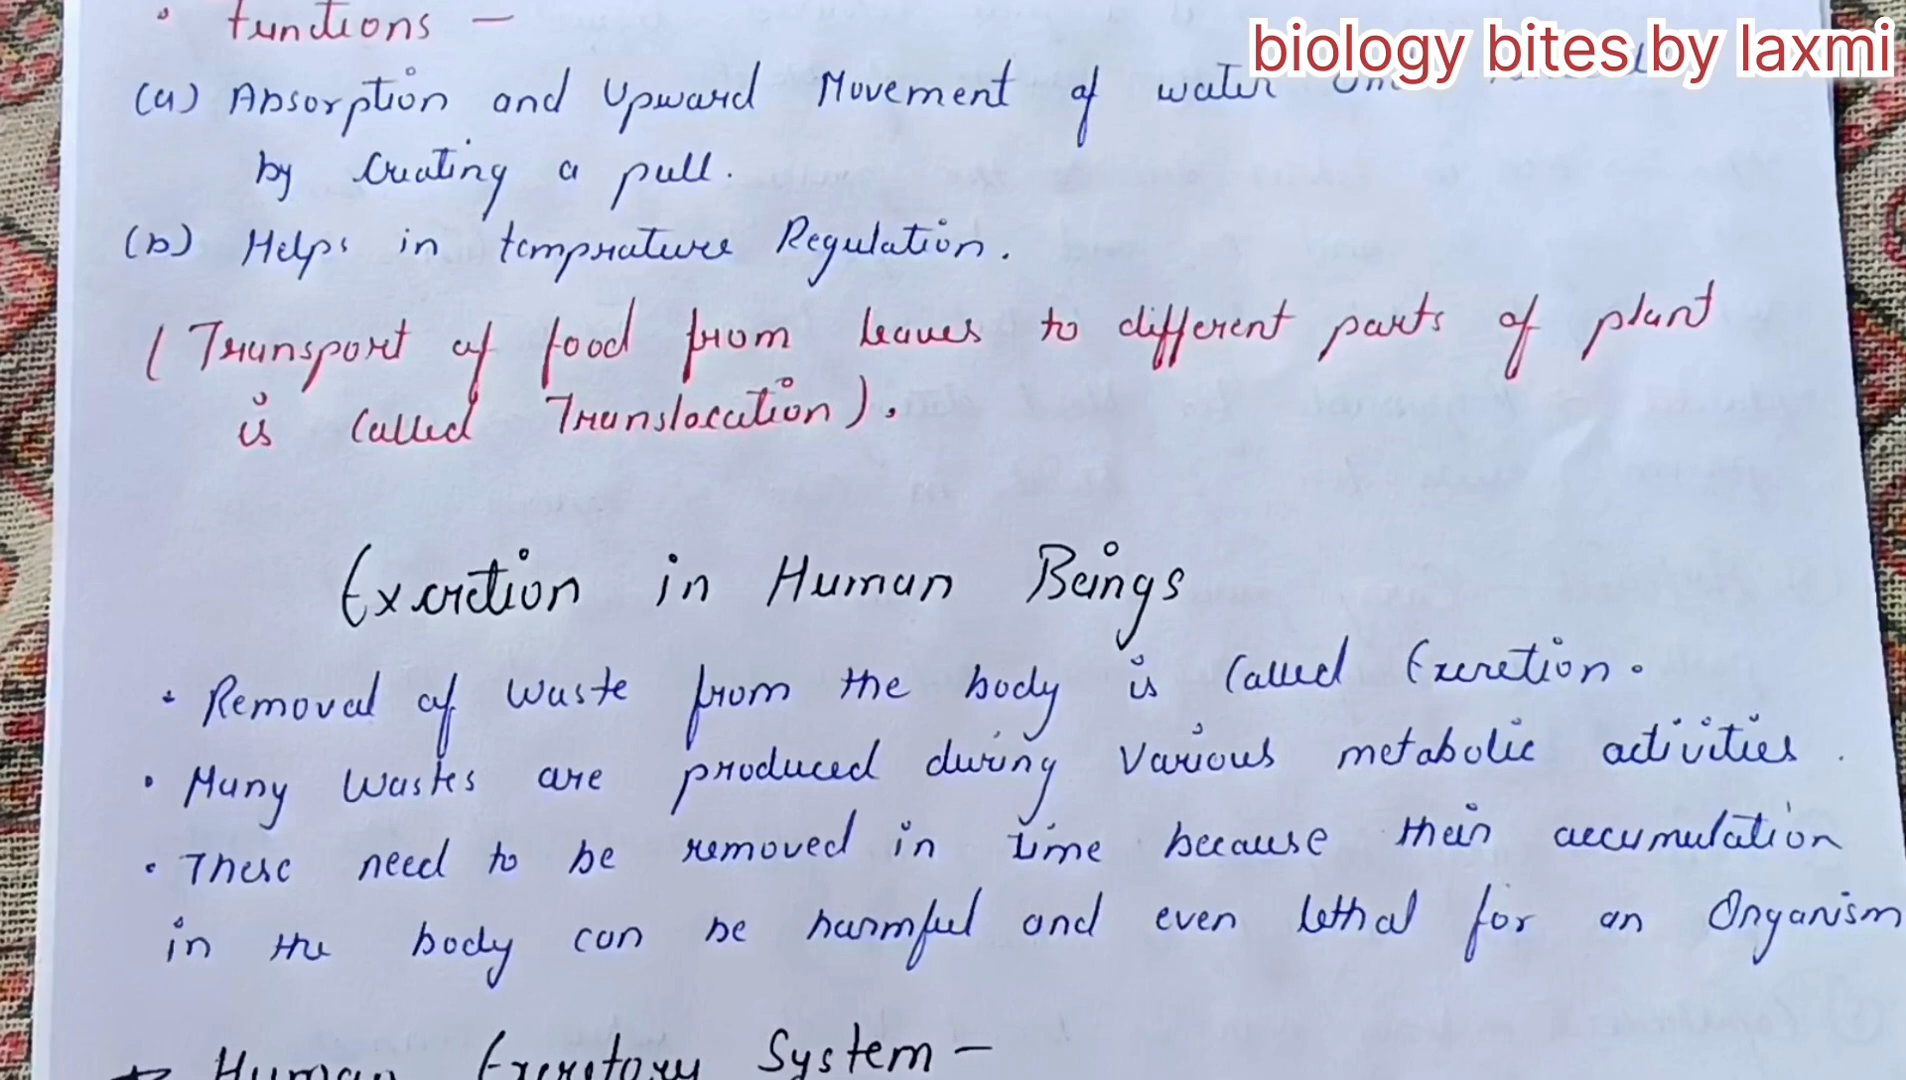 • functions —
biology bites by laxmi
(a) Absorption and Upward Movement of water
by Creating a pull.
(b) Helps in temprature Regulation.
( Transport of food from leaves to different parts of plant
is Called Translocation).
Excretion in Human Beings
• Removal of waste from the body is Called Excretion.
• Many wastes are produced during Various metabolic activities.
• These need to be removed in time because their accumulation
in the body can be harmful and even lethal for an Organism
Human Excretory System —